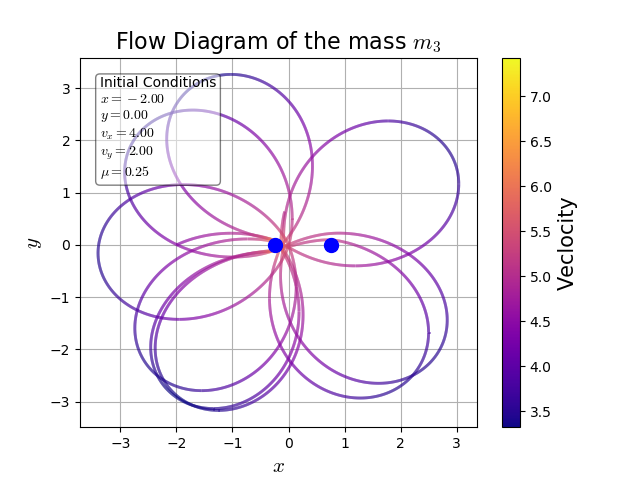 Flow Diagram of the mass $m_3$
Initial Conditions
$x = -2.00$
$y = 0.00$
$v_x = 4.00$
$v_y = 2.00$
$\mu = 0.25$
3
2
1
0
−1
−2
−3
y
−3 −2 −1 0 1 2 3
x
7.0
6.5
6.0
5.5
5.0
4.5
4.0
3.5
Veclocity